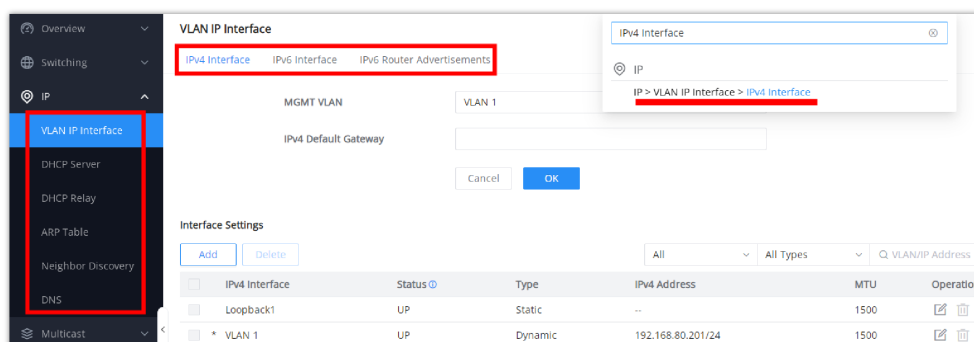 Overview
Switching
IP
VLAN IP Interface
DHCP Server
DHCP Relay
ARP Table
Neighbor Discovery
DNS
Multicast
VLAN IP Interface
IPv4 Interface IPv6 Interface IPv6 Router Advertisements
MGMT VLAN VLAN 1
IPv4 Default Gateway
Cancel OK
IPv4 Interface
IP
IP > VLAN IP Interface > IPv4 Interface
Interface Settings
Add Delete All All Types VLAN/IP Address
IPv4 Interface Status Type IPv4 Address MTU Operatio
Loopback1 UP Static -- 1500
* VLAN 1 UP Dynamic 192.168.80.201/24 1500